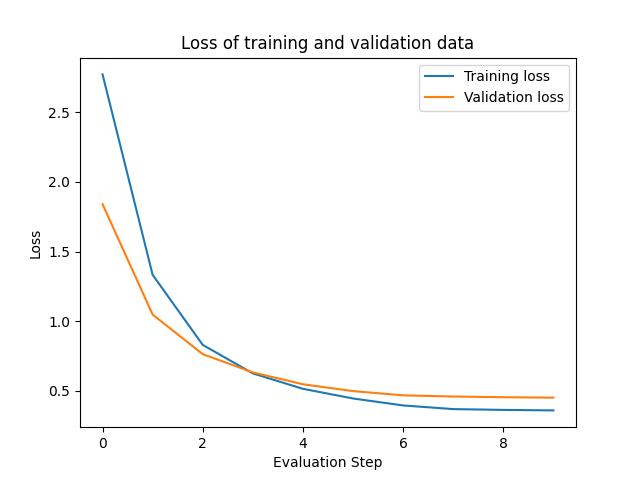 Loss of training and validation data
Training loss
Validation loss
2.5
2.0
1.5
1.0
0.5
Loss
0 2 4 6 8
Evaluation Step